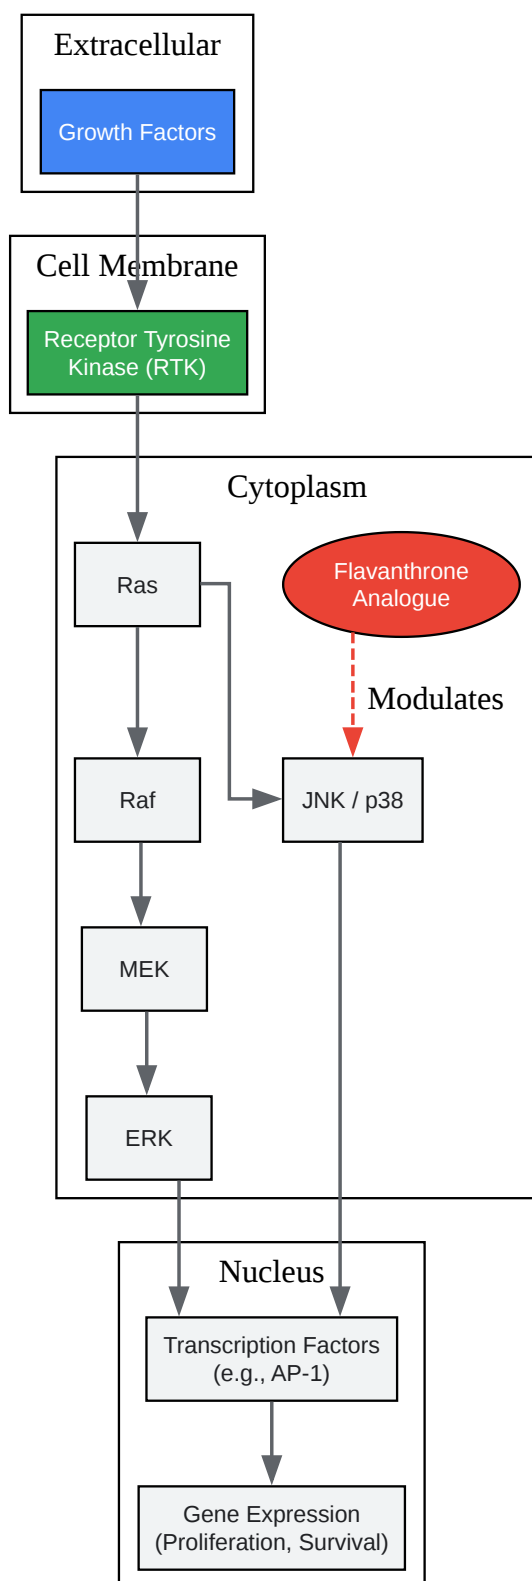 Extracellular
Growth Factors
Cell Membrane
Receptor Tyrosine
Kinase (RTK)
Cytoplasm
Ras
Flavanthrone
Analogue
Modulates
Raf
JNK / p38
MEK
ERK
Nucleus
Transcription Factors
(e.g., AP-1)
Gene Expression
(Proliferation, Survival)